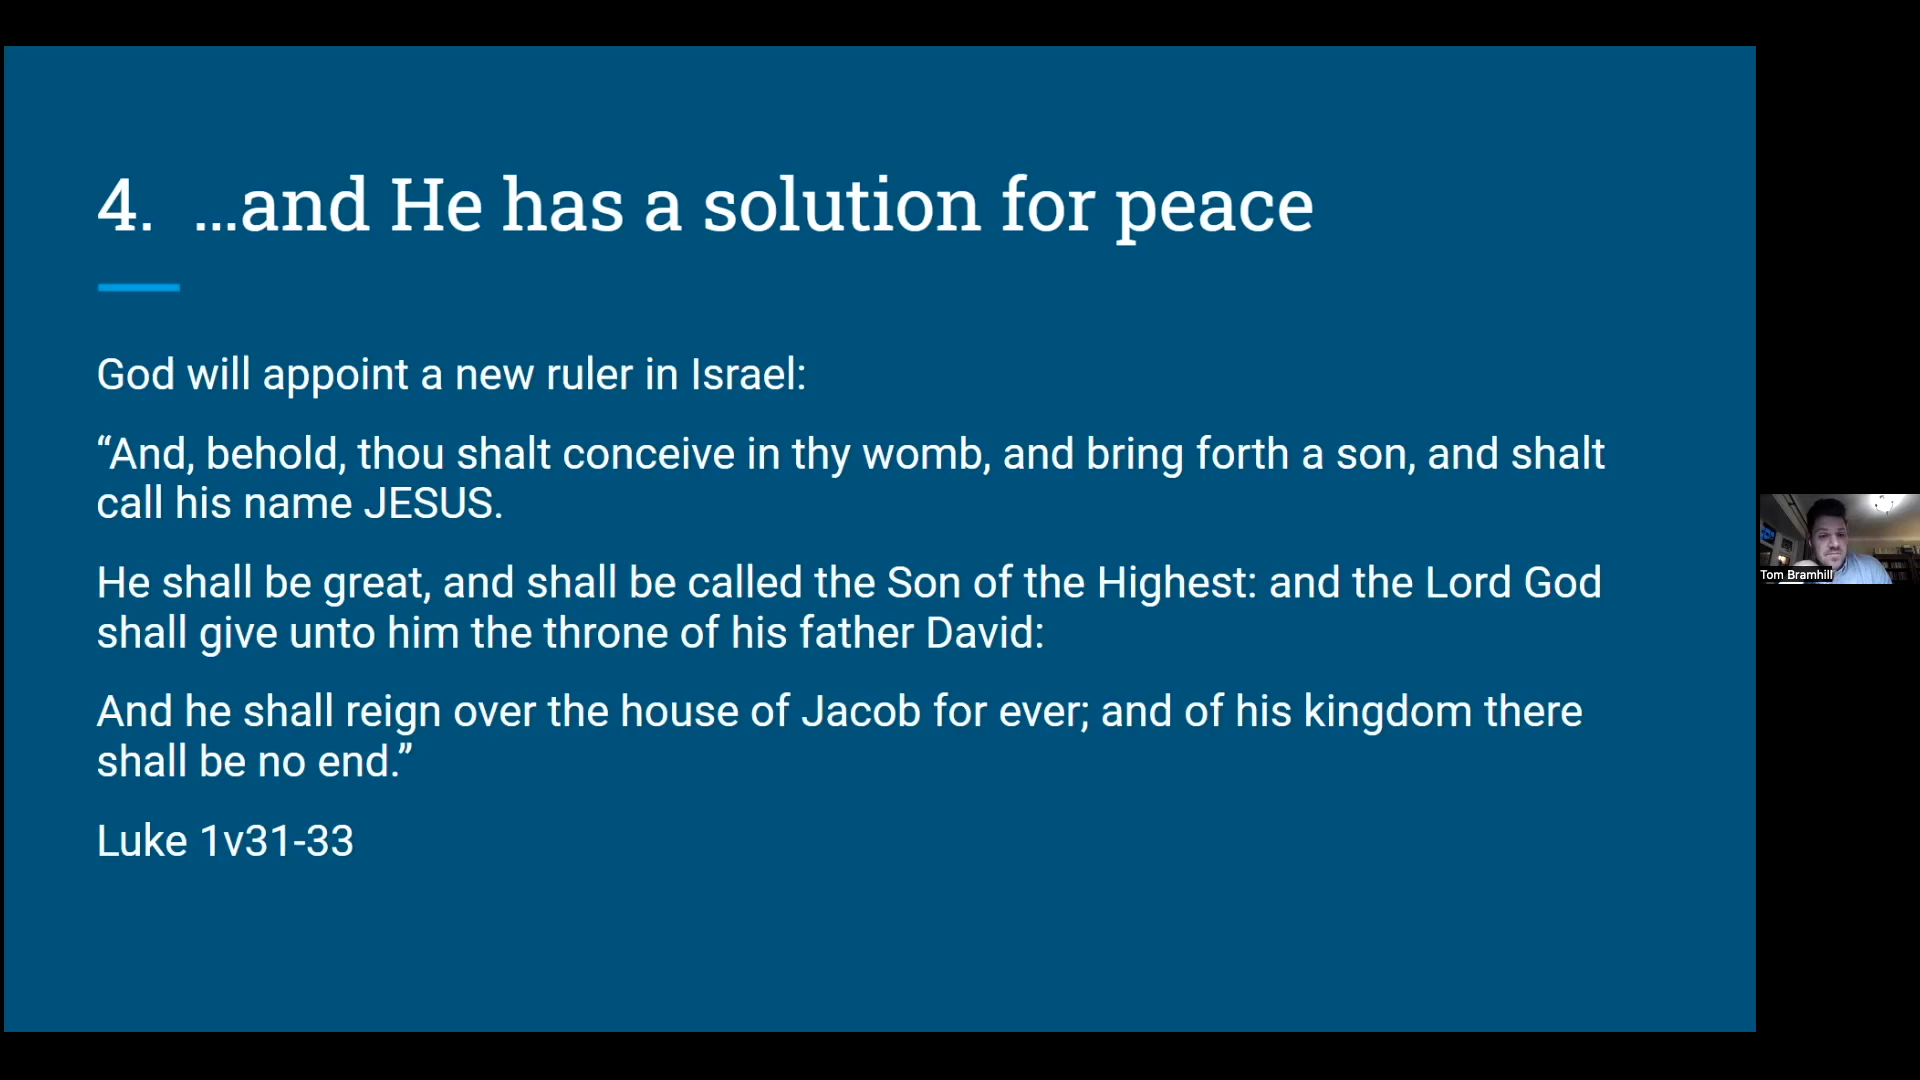 4. ...and He has a solution for peace
God will appoint a new ruler in Israel:
“And, behold, thou shalt conceive in thy womb, and bring forth a son, and shalt
call his name JESUS.
He shall be great, and shall be called the Son of the Highest: and the Lord God
shall give unto him the throne of his father David:
And he shall reign over the house of Jacob for ever; and of his kingdom there
shall be no end.”
Luke 1v31-33
Tom Bramhill